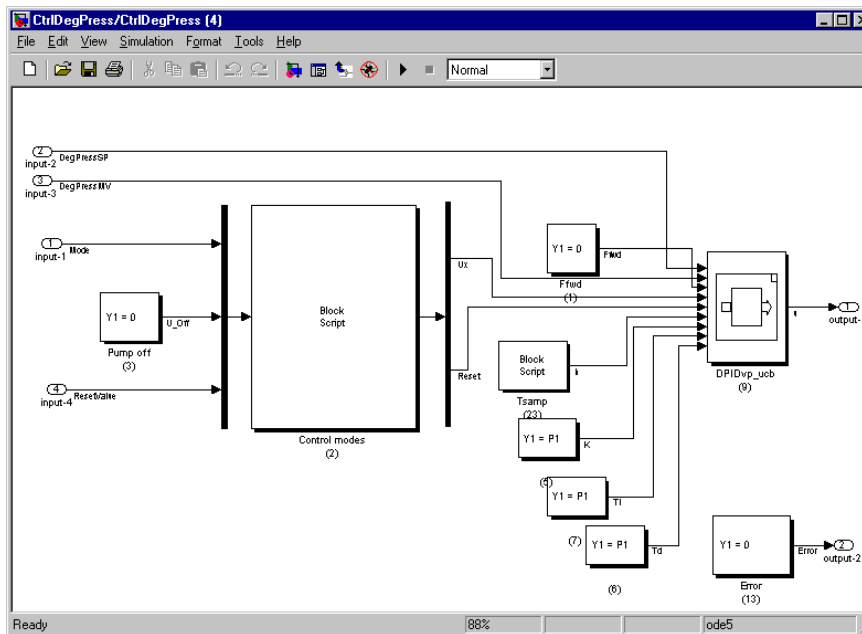 CtrlDegPress/CtrlDegPress (4)
File Edit View Simulation Format Tools Help
Normal
2 DegPressSP
input-2
3 DegPressMV
input-3
1 Mode
input-1
Y1 = 0
U_Off
Pump off
(3)
4 ResetValue
input-4
Block
Script
Control modes
(2)
Ux
Reset
Y1 = 0
Ffwd
Ffwd
(1)
Block
Script
Tsamp
(23)
Y1 = P1
K
(5)
Y1 = P1
Ti
(7)
Y1 = P1
Td
(6)
DPIDvp_ucb
(9)
1
output-
Y1 = 0
Error
Error
(13)
2
output-2
Ready
88%
ode5